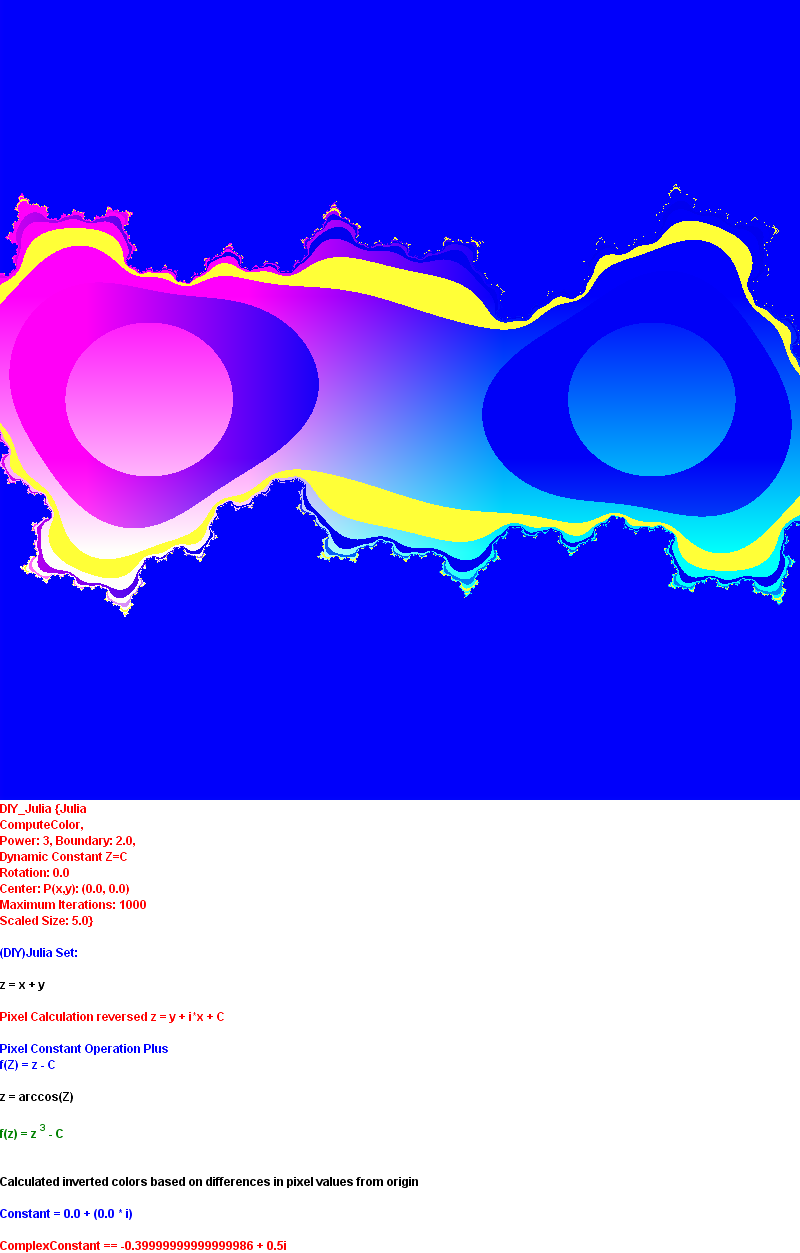 DIY_Julia {Julia
ComputeColor,
Power: 3, Boundary: 2.0,
Dynamic Constant Z=C
Rotation: 0.0
Center: P(x,y): (0.0, 0.0)
Maximum Iterations: 1000
Scaled Size: 5.0}
(DIY)Julia Set:
z = x + y
Pixel Calculation reversed z = y + i*x + C
Pixel Constant Operation Plus
f(Z) = z - C
z = arccos(Z)
f(z) = z ³ - C
Calculated inverted colors based on differences in pixel values from origin
Constant = 0.0 + (0.0 * i)
ComplexConstant == -0.39999999999999986 + 0.5i